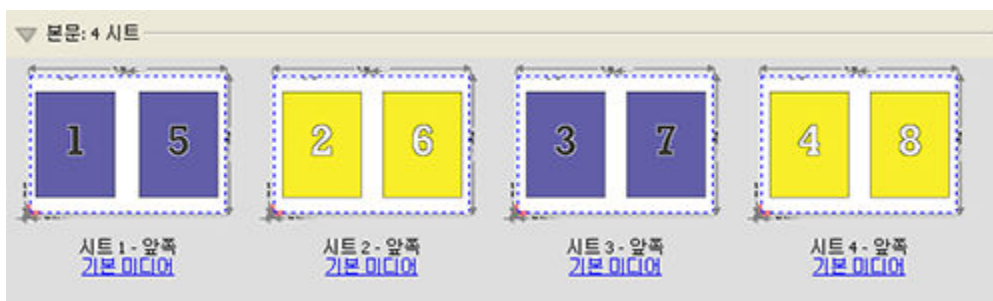 본문: 4 시트
1 5 2 6 3 7 4 8
시트 1 - 앞쪽 시트 2 - 앞쪽 시트 3 - 앞쪽 시트 4 - 앞쪽
기본 미디어 기본 미디어 기본 미디어 기본 미디어